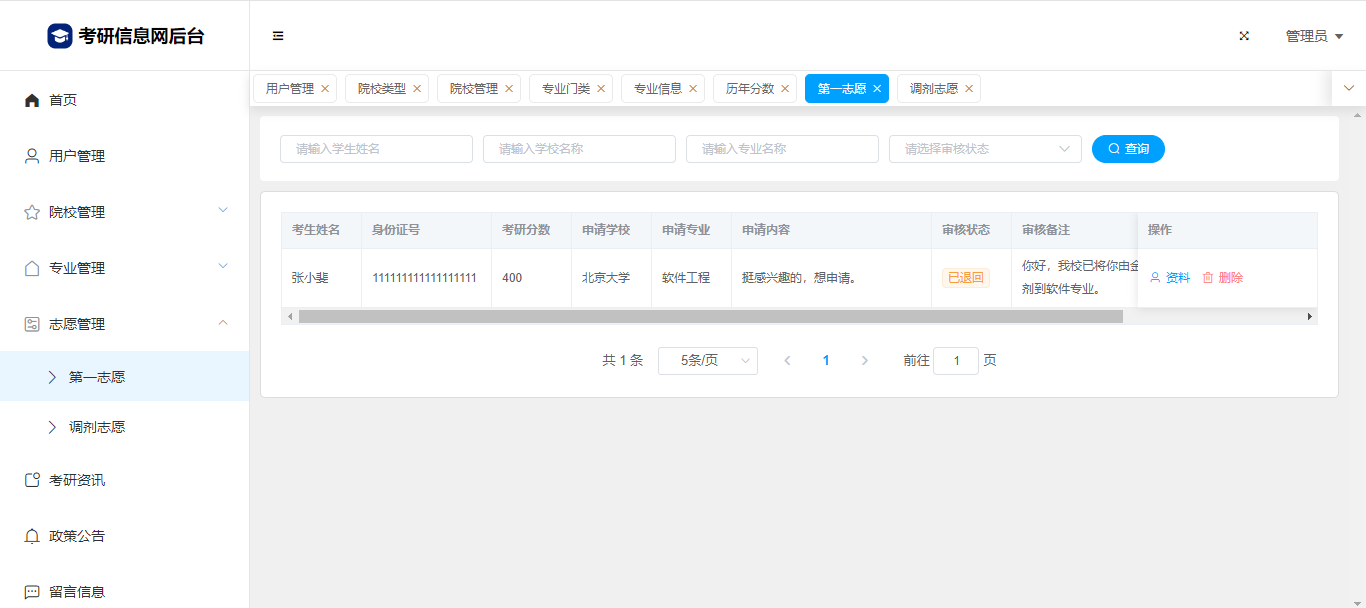 考研信息网后台
管理员
首页
用户管理
院校管理
专业管理
志愿管理
第一志愿
调剂志愿
考研资讯
政策公告
留言信息
用户管理 院校类型 院校管理 专业门类 专业信息 历年分数 第一志愿 调剂志愿
请输入学生姓名 请输入学校名称 请输入专业名称 请选择审核状态 查询
考生姓名 身份证号 考研分数 申请学校 申请专业 申请内容 审核状态 审核备注 操作
张小斐 111111111111111111 400 北京大学 软件工程 挺感兴趣的，想申请。 已退回 你好，我校已将你由金
剂到软件专业。 资料 删除
共 1 条 5条/页 1 前往 1 页